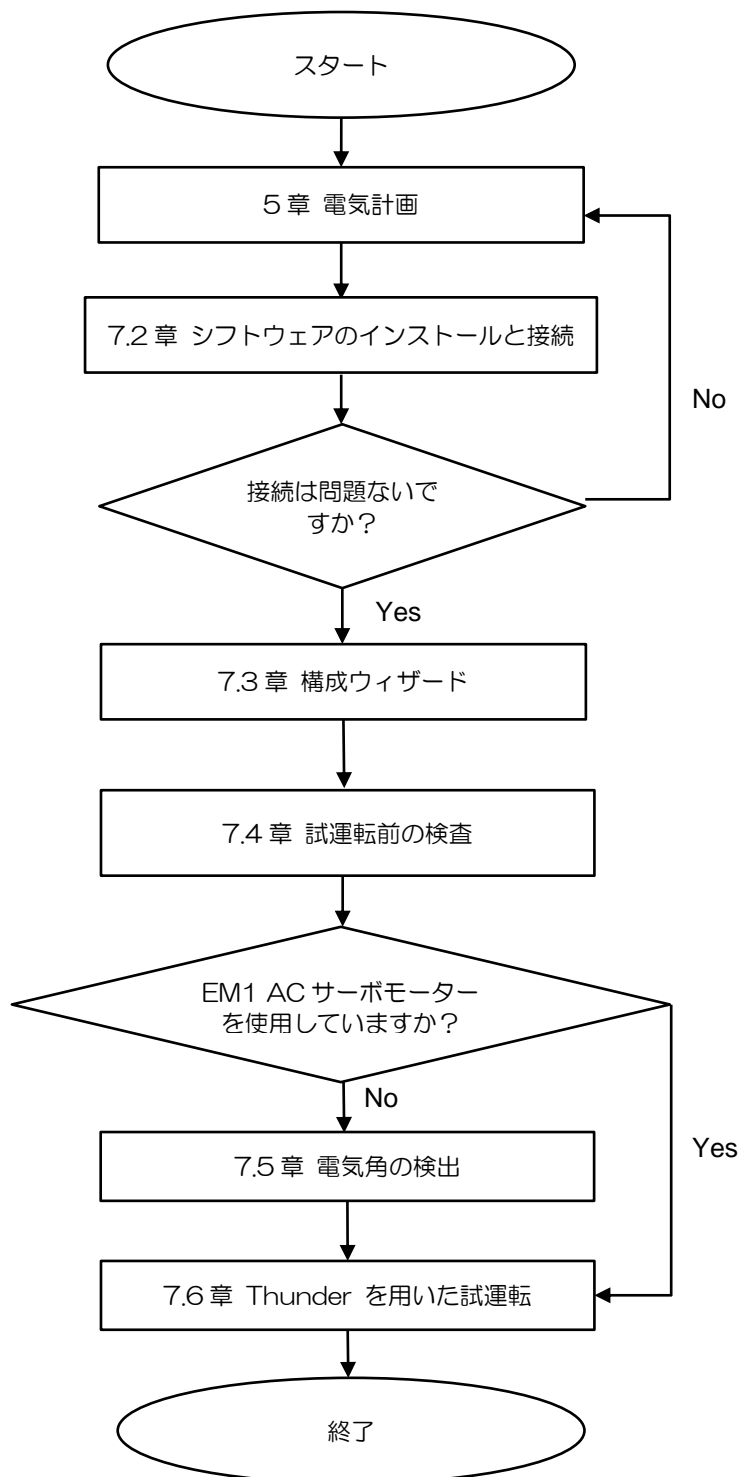 スタート
5章 電気計画
7.2章 シフトウェアのインストールと接続
No
接続は問題ないで
すか？
Yes
7.3章 構成ウィザード
7.4章 試運転前の検査
EM1 ACサーボモーター
を使用していますか？
No
Yes
7.5章 電気角の検出
7.6章 Thunder を用いた試運転
終了